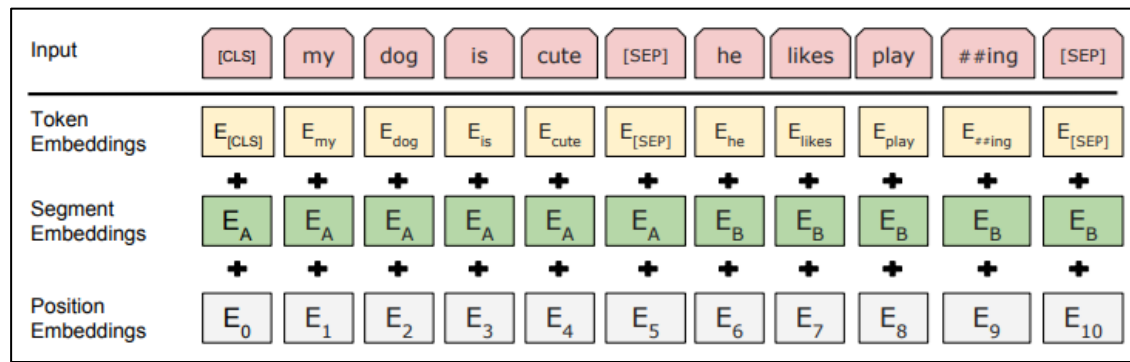 Input [CLS] my dog is cute [SEP] he likes play ##ing [SEP]
Token Embeddings E[CLS] Emy Edog Eis Ecute E[SEP] Ehe Elikes Eplay E##ing E[SEP]
+ + + + + + + + + + +
Segment Embeddings EA EA EA EA EA EA EB EB EB EB EB
+ + + + + + + + + + +
Position Embeddings E0 E1 E2 E3 E4 E5 E6 E7 E8 E9 E10